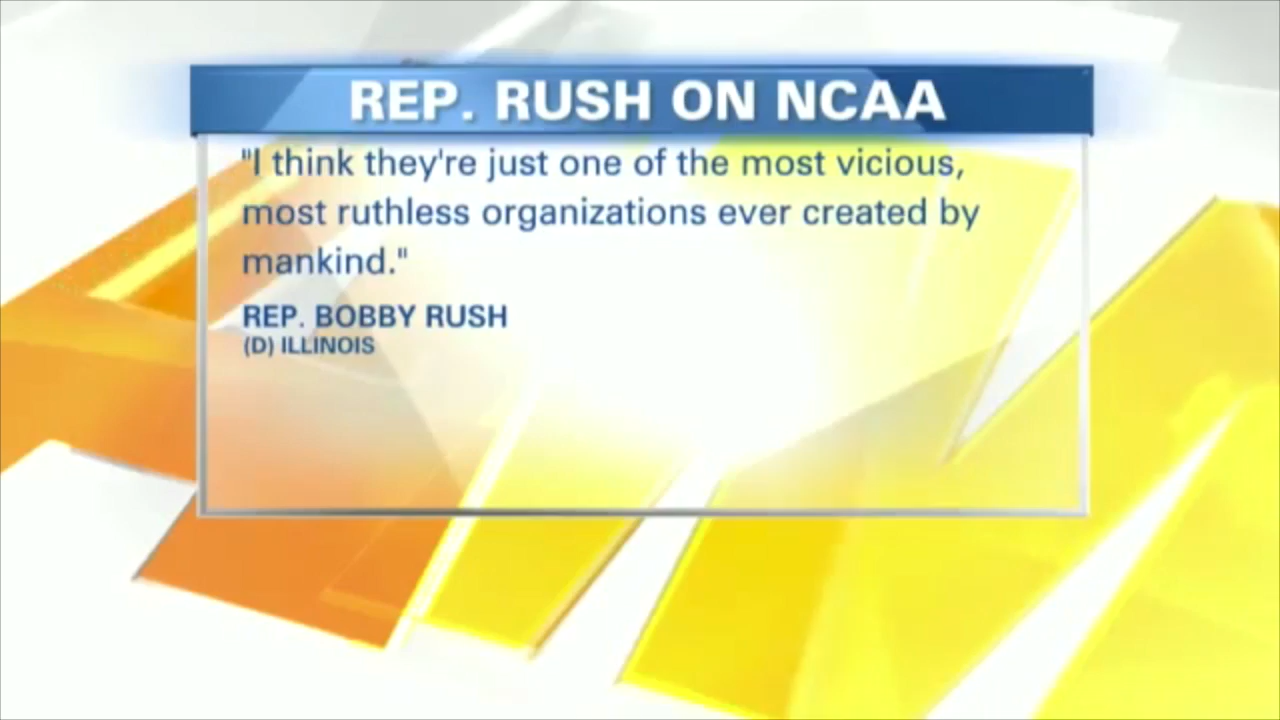 REP. RUSH ON NCAA
"I think they're just one of the most vicious,
most ruthless organizations ever created by
mankind."
REP. BOBBY RUSH
(D) ILLINOIS